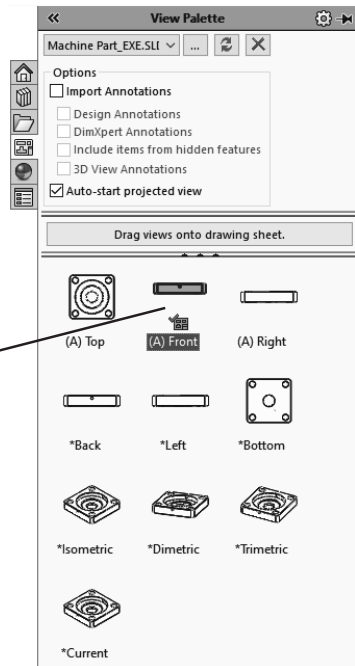 View Palette
Machine Part_EXE.SLI
...
Options
Import Annotations
Design Annotations
DimXpert Annotations
Include items from hidden features
3D View Annotations
Auto-start projected view
Drag views onto drawing sheet.
(A) Top
(A) Front
(A) Right
*Back
*Left
*Bottom
*Isometric
*Dimetric
*Trimetric
*Current